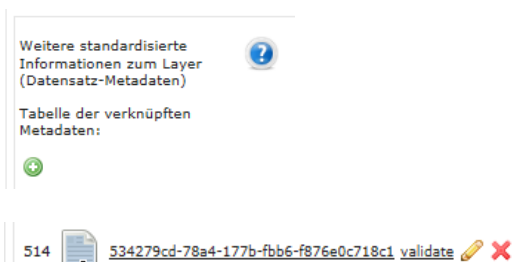 Weitere standardisierte
Informationen zum Layer
(Datensatz-Metadaten)
Tabelle der verknüpften
Metadaten:
514 534279cd-78a4-177b-fbb6-f876e0c718c1 validate